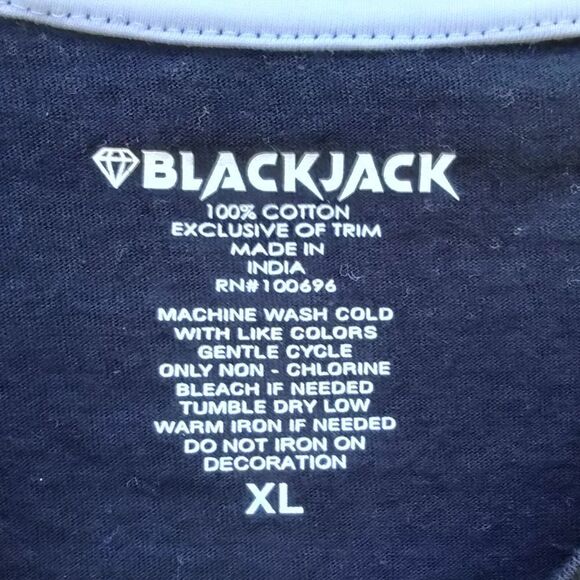 BLACKJACK
100% COTTON
EXCLUSIVE OF TRIM
MADE IN
INDIA
RN#100696
MACHINE WASH COLD
WITH LIKE COLORS
GENTLE CYCLE
ONLY NON - CHLORINE
BLEACH IF NEEDED
TUMBLE DRY LOW
WARM IRON IF NEEDED
DO NOT IRON ON
DECORATION
XL